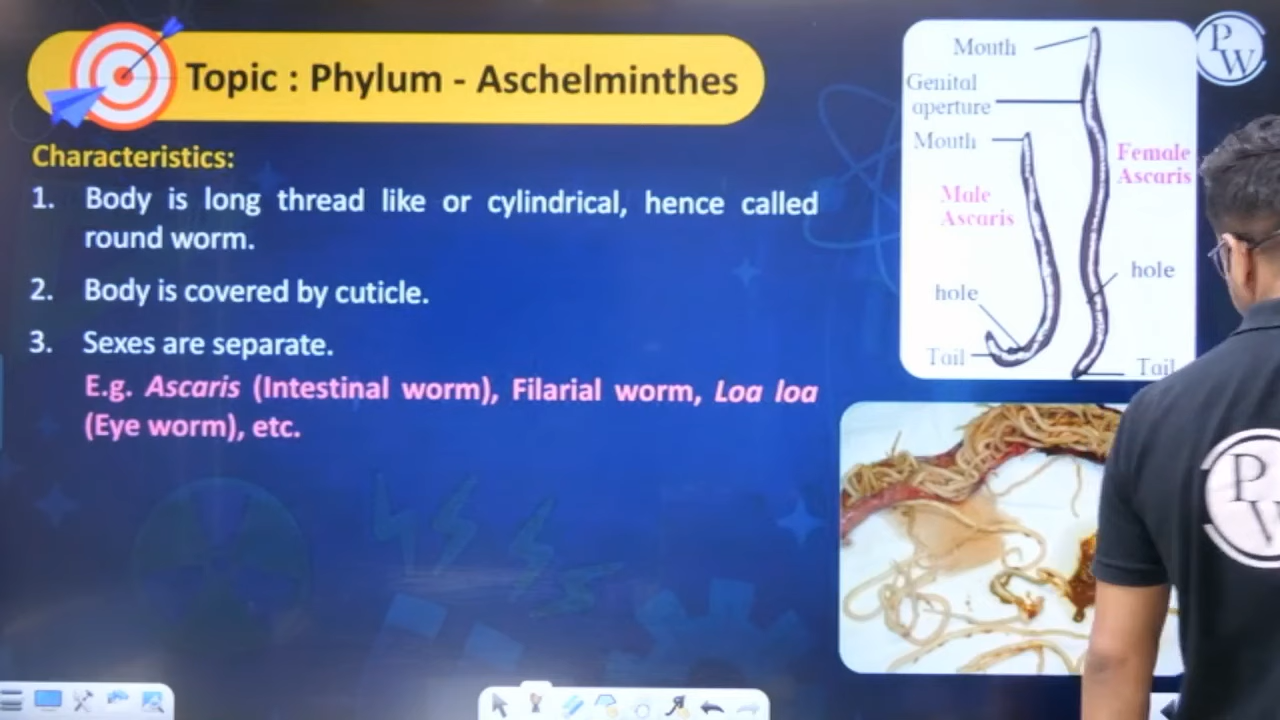 Topic : Phylum - Aschelminthes
Characteristics:
1. Body is long thread like or cylindrical, hence called
round worm.
2. Body is covered by cuticle.
3. Sexes are separate.
E.g. Ascaris (Intestinal worm), Filarial worm, Loa loa
(Eye worm), etc.
Mouth
Genital
aperture
Mouth
Female
Ascaris
Male
Ascaris
hole
hole
Tail
Tail
P
W
P
W